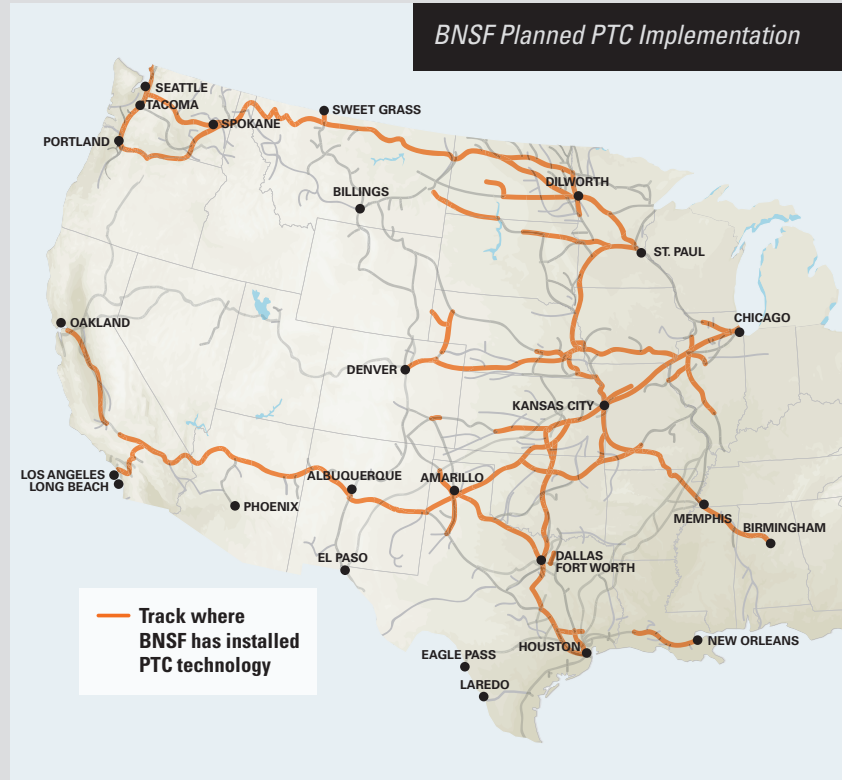 BNSF Planned PTC Implementation
SEATTLE
TACOMA
SPOKANE
SWEET GRASS
PORTLAND
BILLINGS
DILWORTH
ST. PAUL
OAKLAND
CHICAGO
DENVER
KANSAS CITY
LOS ANGELES
LONG BEACH
ALBUQUERQUE
AMARILLO
PHOENIX
MEMPHIS
BIRMINGHAM
EL PASO
DALLAS
FORT WORTH
Track where
BNSF has installed
PTC technology
HOUSTON
NEW ORLEANS
EAGLE PASS
LAREDO